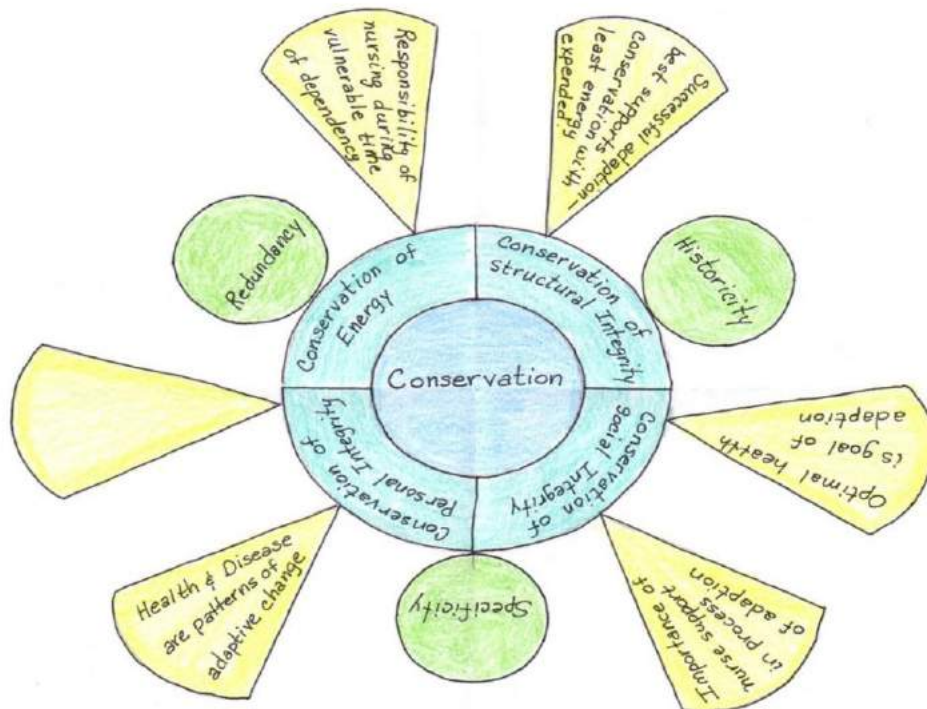 Responsibility of
nursing during
vulnerable time
of dependency
Successful adaption-
best supports
conservation with
least energy
expended.
Redundancy
Historicity
Conservation of
Energy
Conservation of
Structural Integrity
Conservation
Conservation of
Personal Integrity
Conservation of
Social Integrity
Optimal health
is goal of
adaption
Health & Disease
are patterns of
adaptive change
Specificity
Importance of
nurse support
in process
of adaption